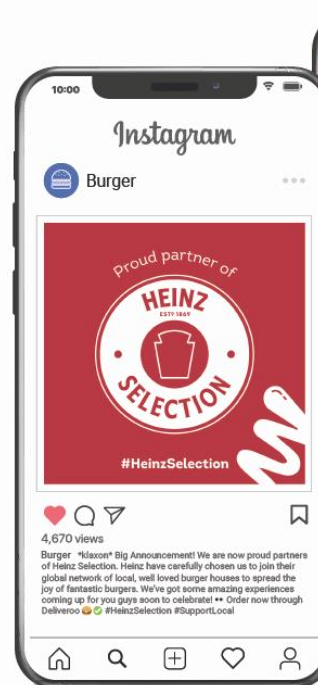 10:00
Instagram
Burger
Proud partner of
HEINZ
ESTD 1869
SELECTION
#HeinzSelection
4,670 views
Burger *klaxon* Big Announcement! We are now proud partners
of Heinz Selection. Heinz have carefully chosen us to join their
global network of local, well loved burger houses to spread the
joy of fantastic burgers. We've got some amazing experiences
coming up for you guys soon to celebrate! •• Order now through
Deliveroo 🍔✅ #HeinzSelection #SupportLocal